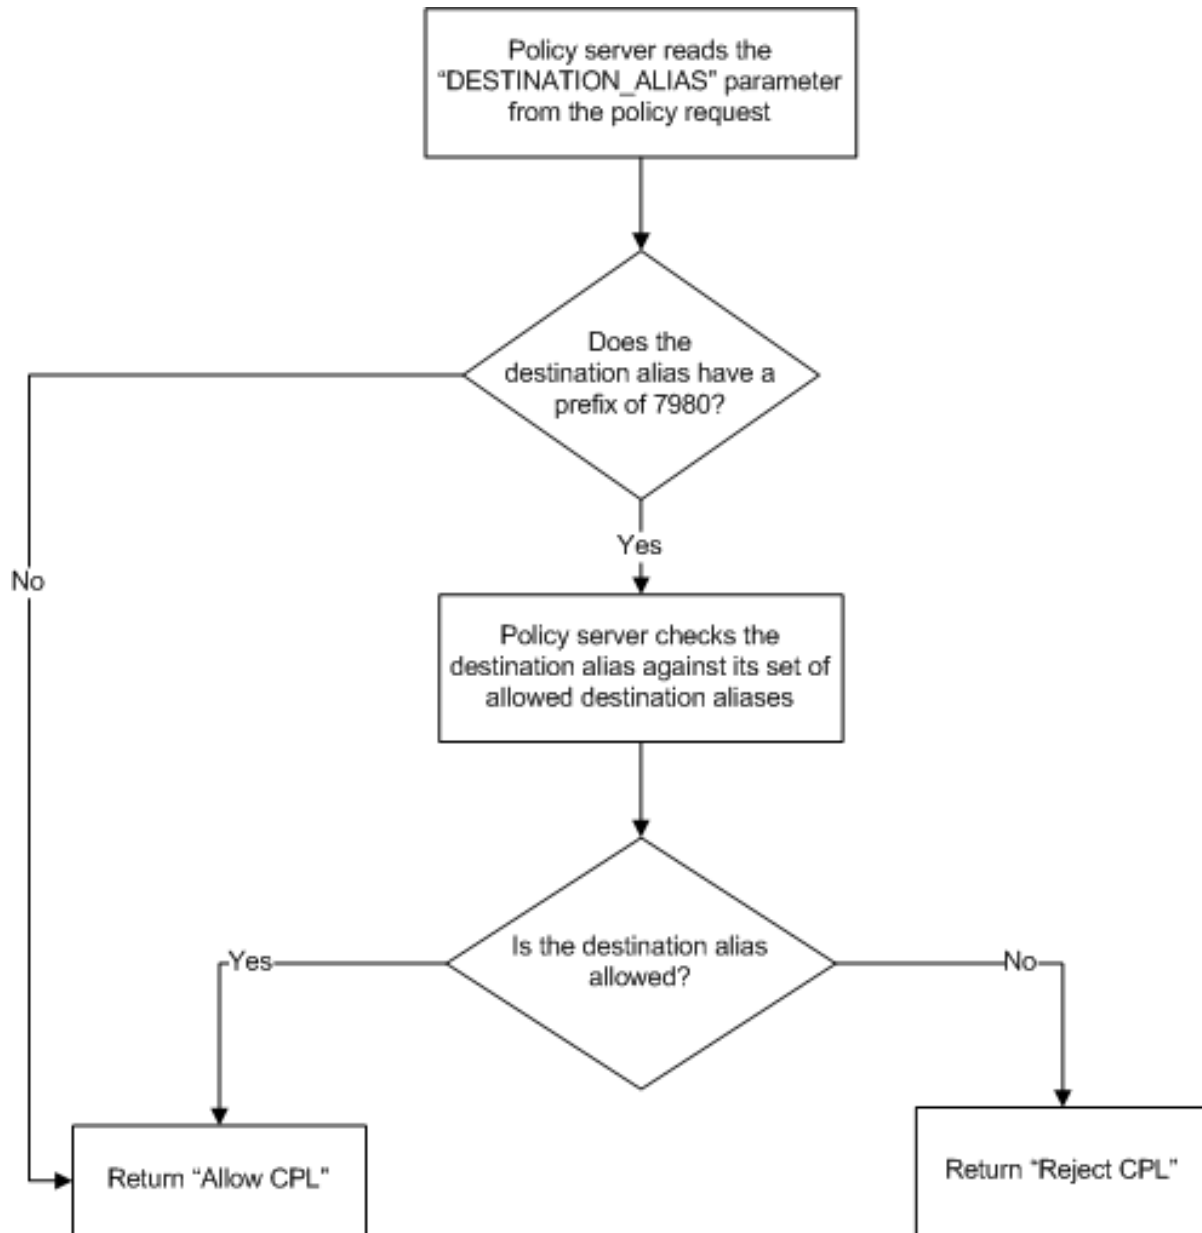 Policy server reads the
“DESTINATION_ALIAS” parameter
from the policy request
Does the
destination alias have a
prefix of 7980?
Yes
No
Policy server checks the
destination alias against its set of
allowed destination aliases
Is the destination alias
allowed?
Yes
No
Return “Allow CPL”
Return “Reject CPL”